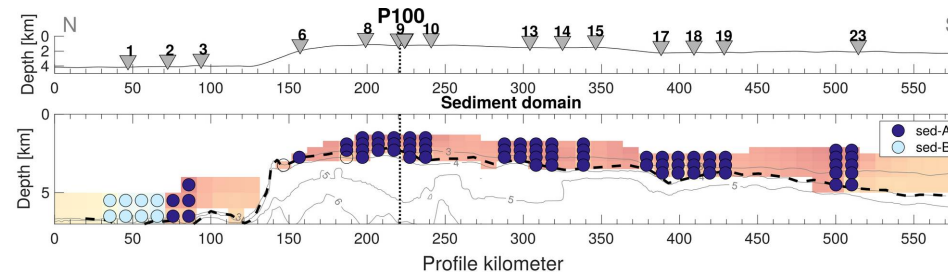 P100
N
1 2 3 6 8 9 10 13 14 15 17 18 19 23
Depth [km]
0
2
4
0 50 100 150 200 250 300 350 400 450 500 550
Sediment domain
Depth [km]
0
5
sed-A
sed-B
3
3
4
5
5
6
5
3
0 50 100 150 200 250 300 350 400 450 500 550
Profile kilometer